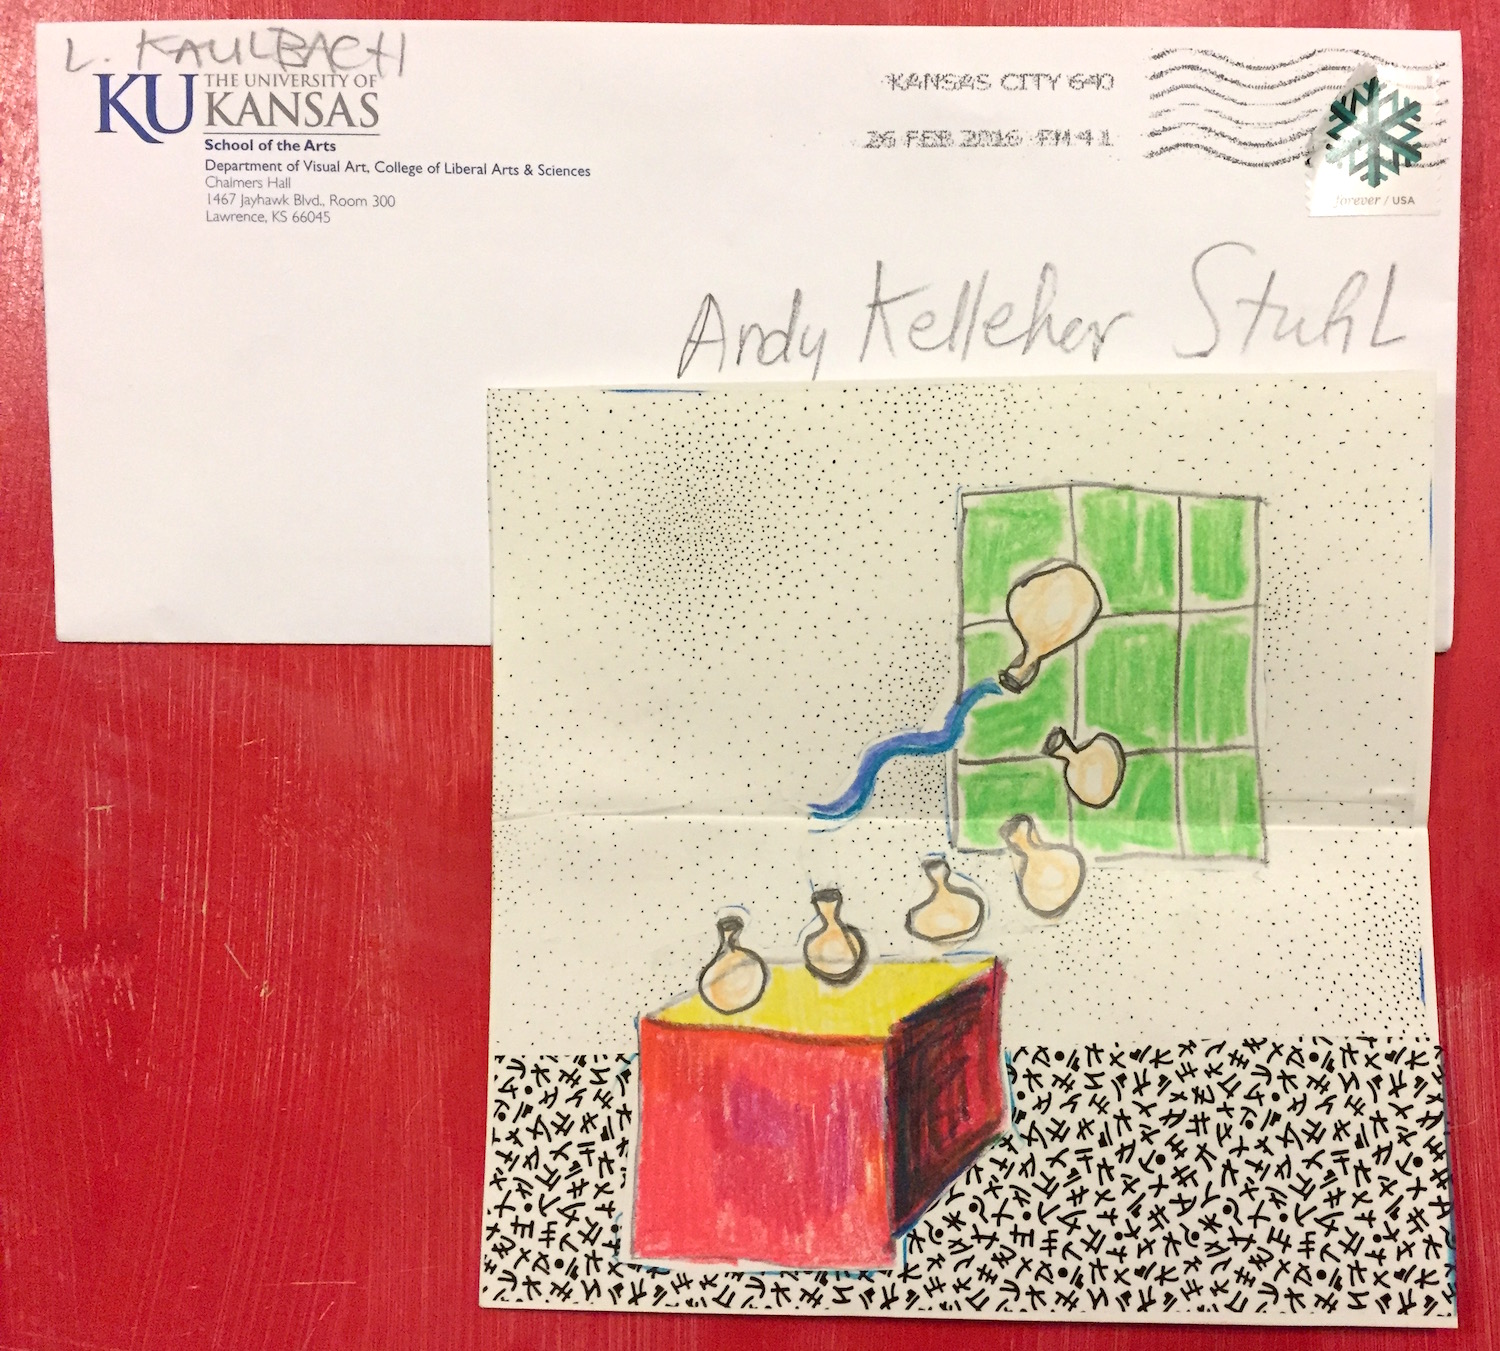 L. KAULBACH
KU THE UNIVERSITY OF
KANSAS
School of the Arts
Department of Visual Art, College of Liberal Arts & Sciences
Chalmers Hall
1467 Jayhawk Blvd., Room 300
Lawrence, KS 66045
KANSAS CITY 640
26 FEB 2016 PM 4 1
forever / USA
Andy Kelleher Stuhl